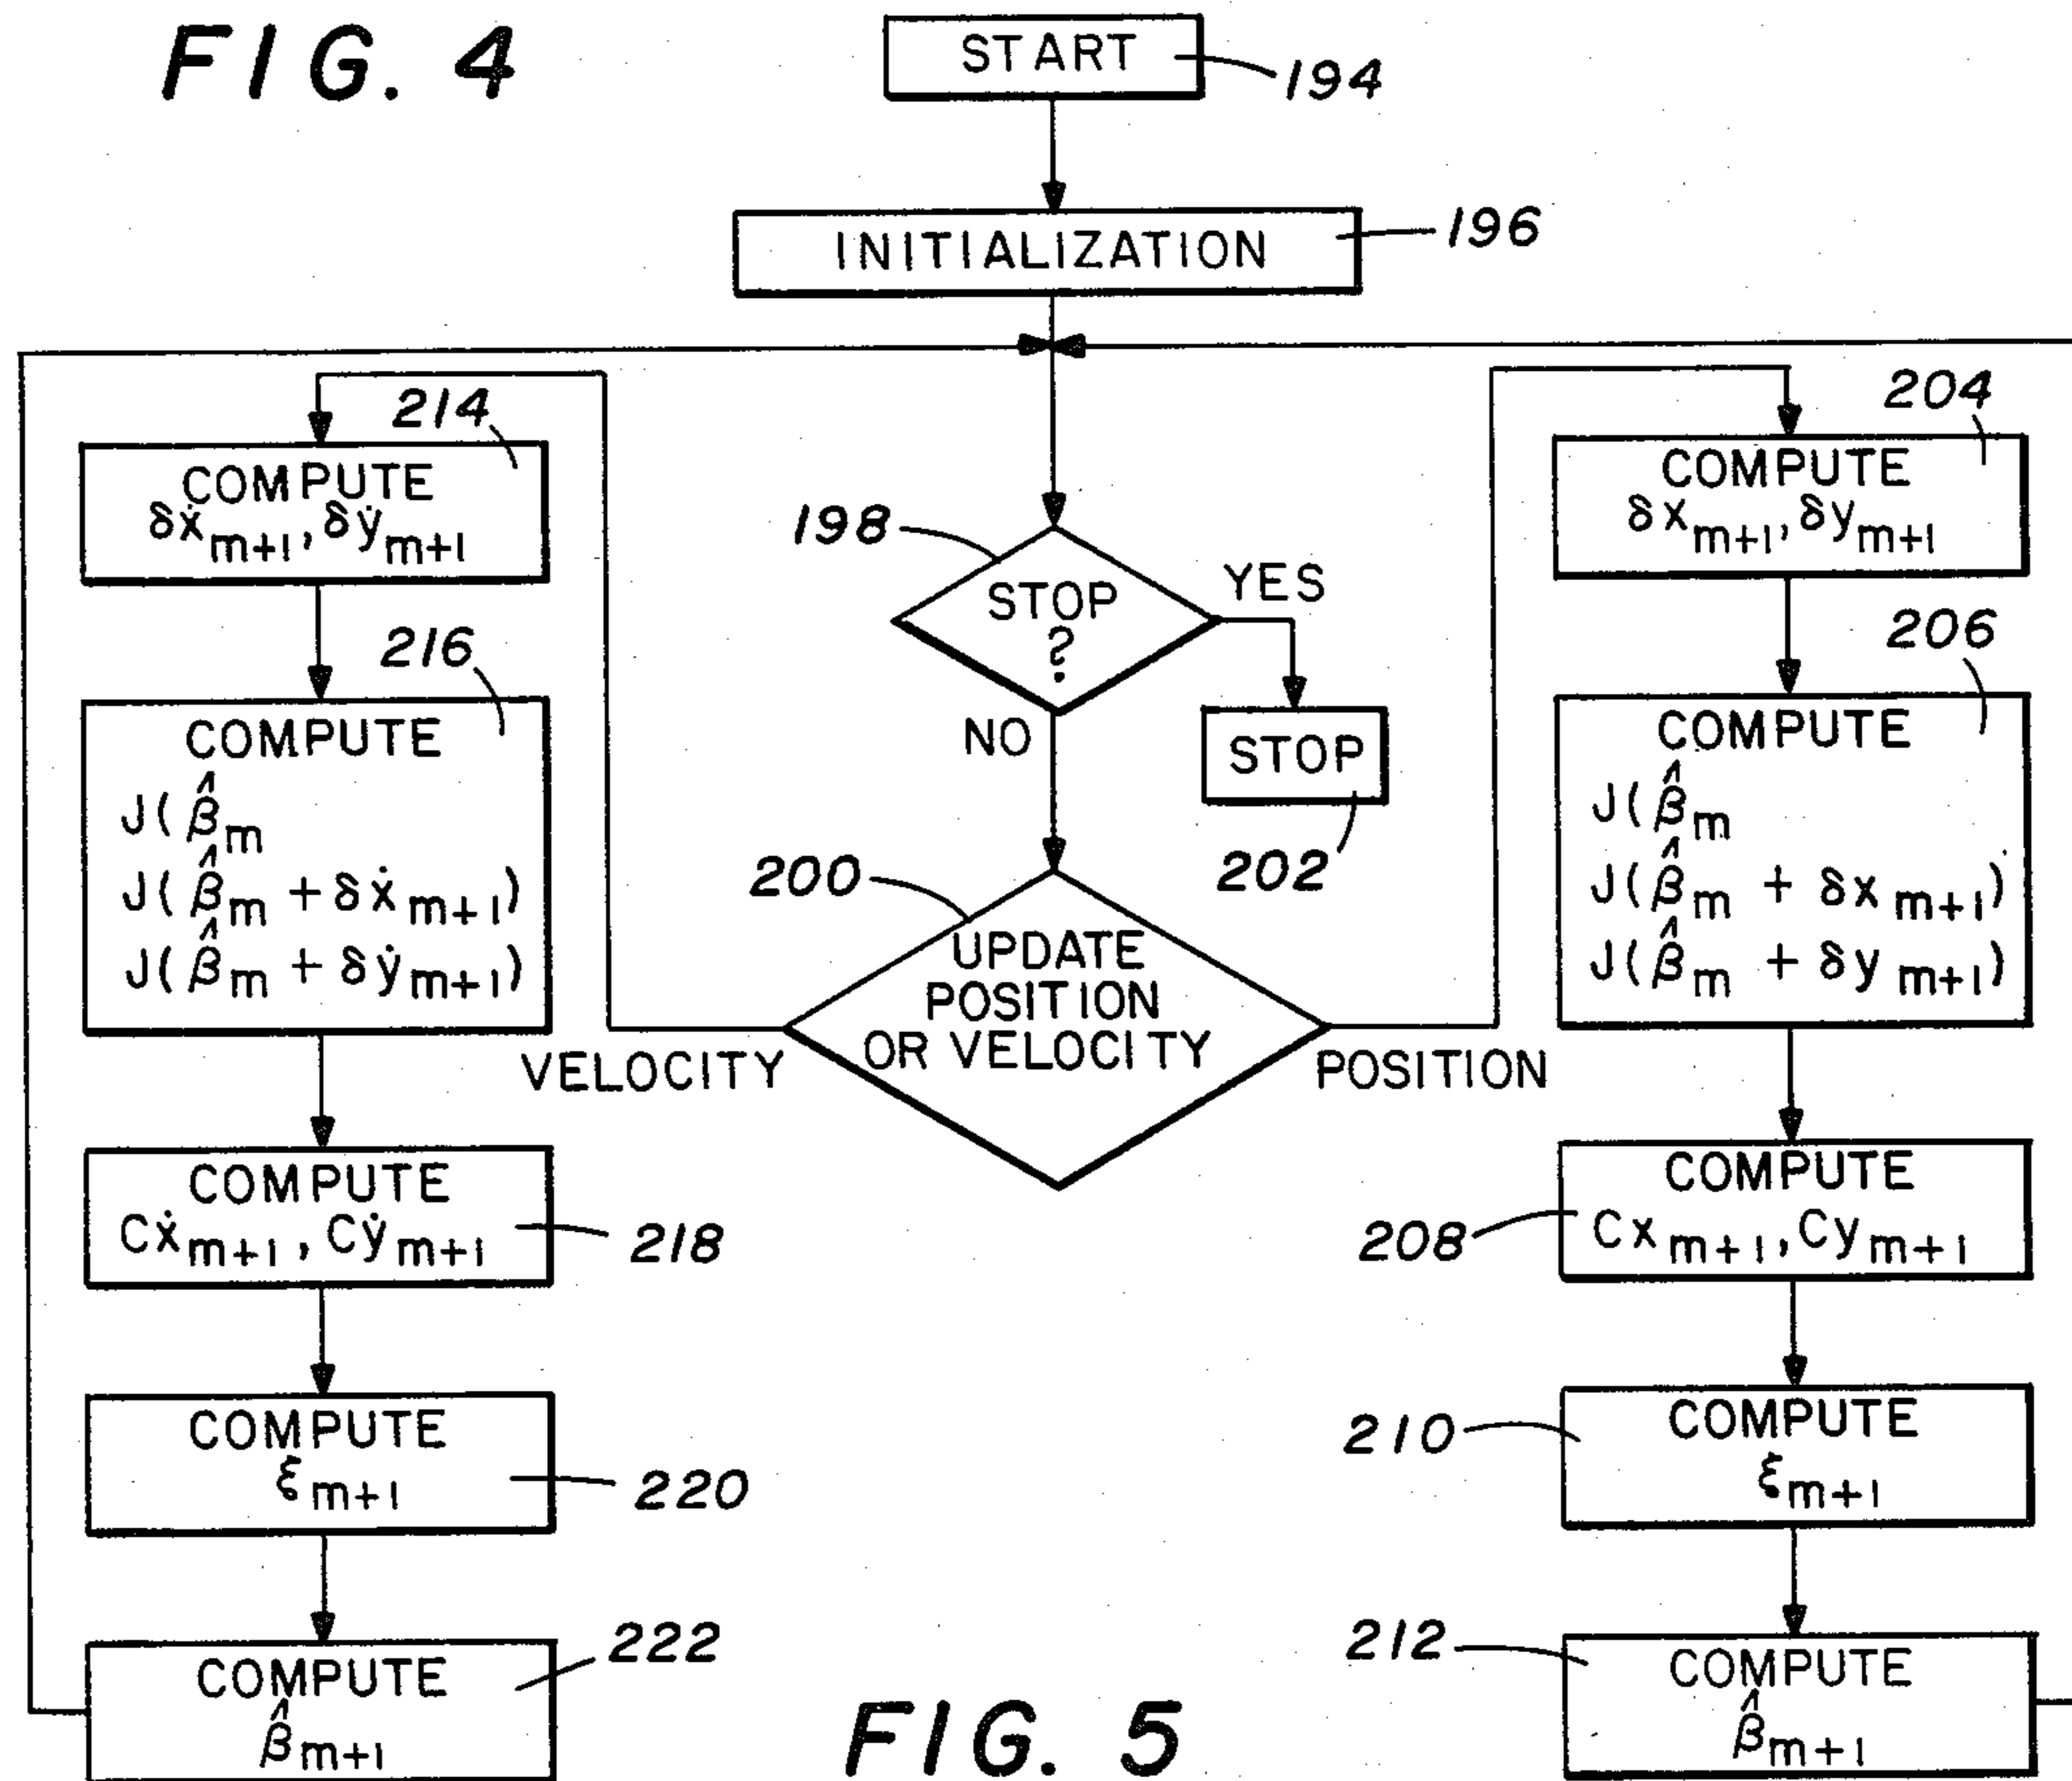 FIG. 4
START
194
INITIALIZATION
196
214
COMPUTE
δẋm+1, δẏm+1
216
COMPUTE
J(β̂m
J(β̂m + δẋm+1)
J(β̂m + δẏm+1)
COMPUTE
Cẋm+1, Cẏm+1
218
COMPUTE
ξm+1
220
COMPUTE
β̂m+1
222
198
STOP
?
YES
NO
STOP
202
200
UPDATE
POSITION
OR VELOCITY
VELOCITY
POSITION
204
COMPUTE
δxm+1, δym+1
206
COMPUTE
J(β̂m
J(β̂m + δxm+1)
J(β̂m + δym+1)
COMPUTE
208
Cxm+1, Cym+1
COMPUTE
210
ξm+1
212
COMPUTE
β̂m+1
FIG. 5